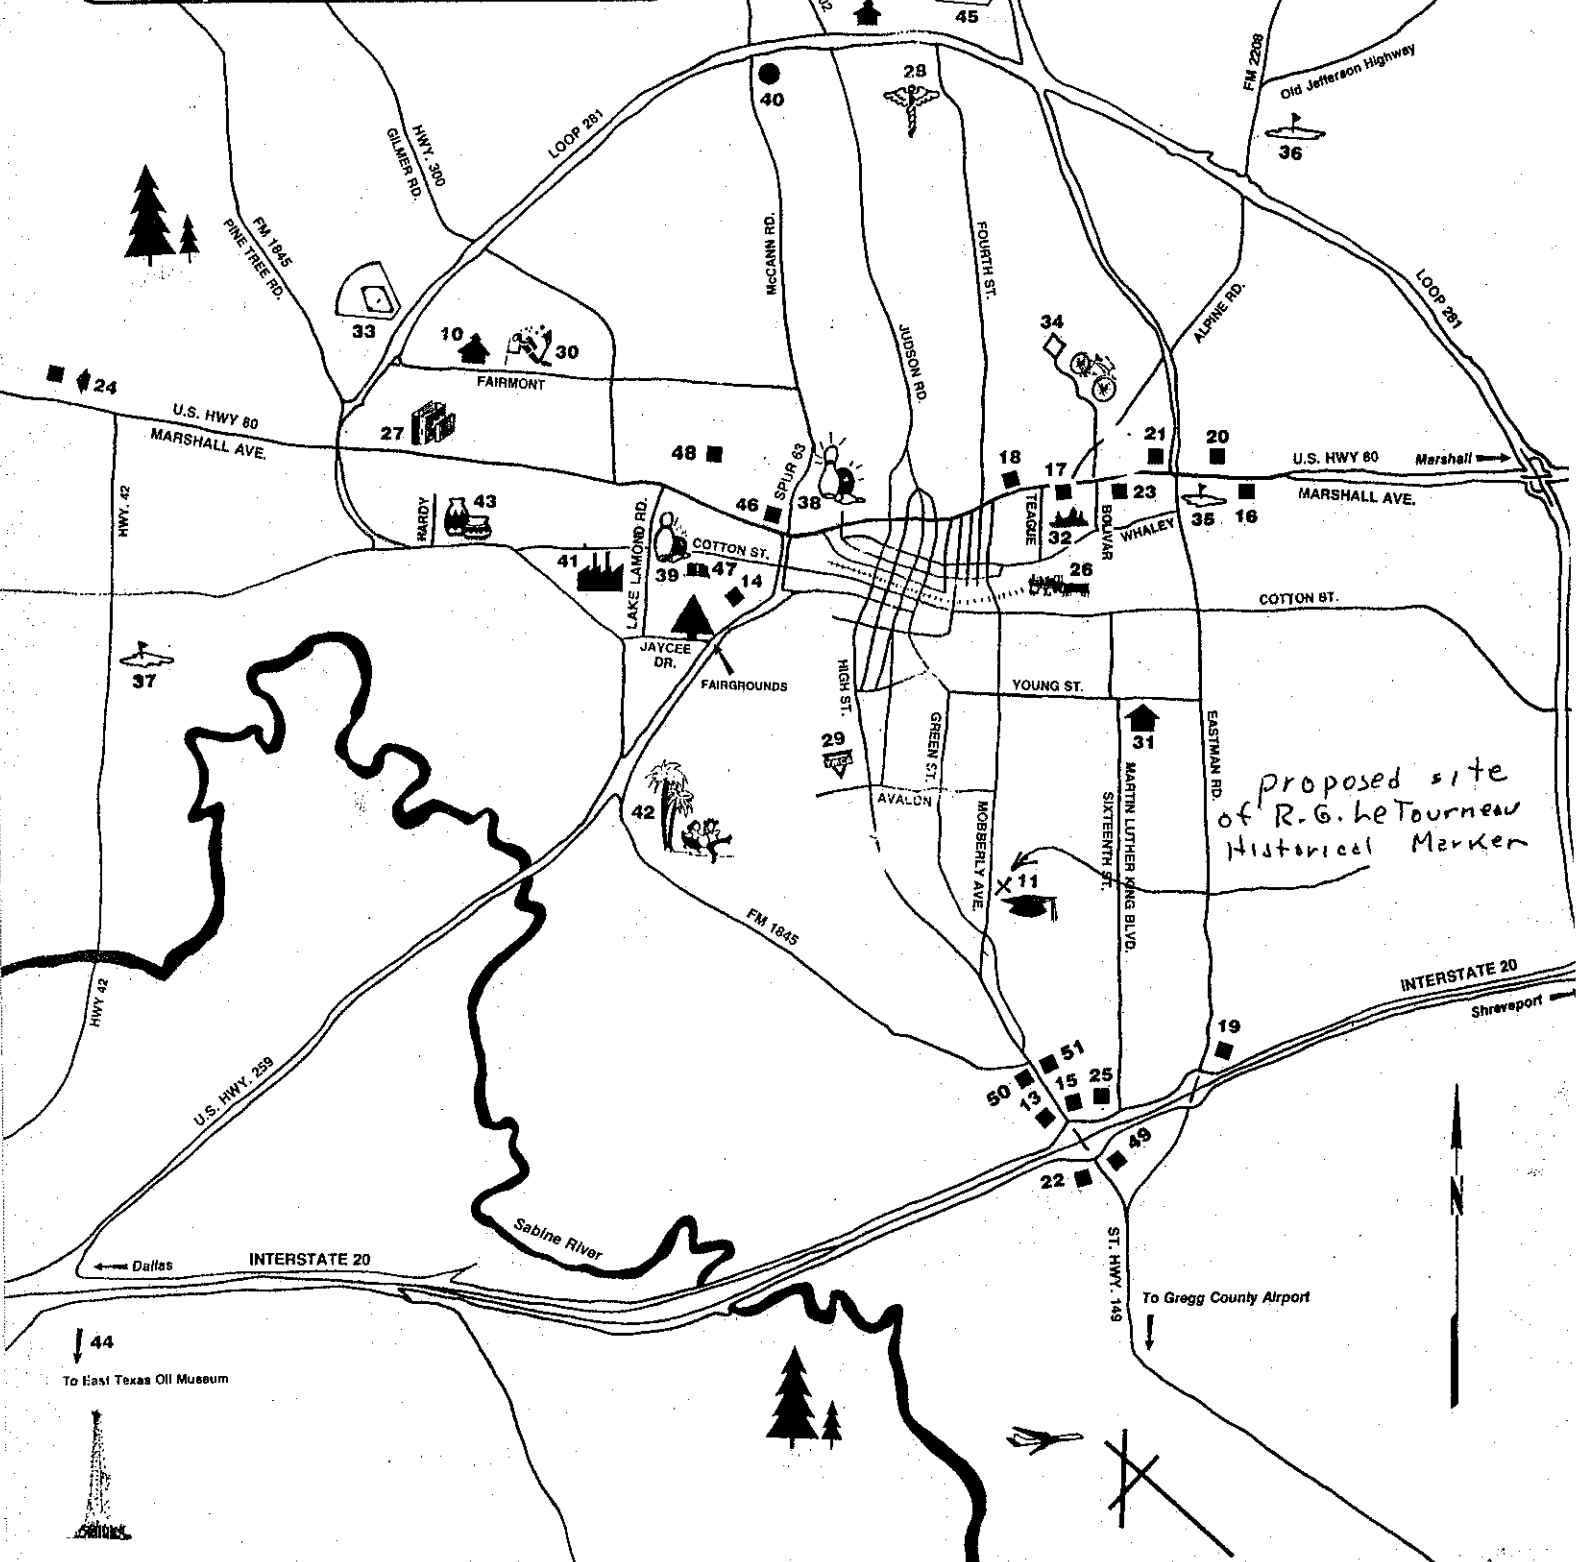 02
45
28
40
LOOP 281
HWY. 300
GILMER RD.
FM 2208
Old Jefferson Highway
36
FM 1845
PINE TREE RD.
McCANN RD.
FOURTH ST.
JUDSON RD.
ALPINE RD.
LOOP 281
33
10
30
FAIRMONT
34
24
U.S. HWY 80
MARSHALL AVE.
27
48
SPUR 63
38
46
18
17
21
20
U.S. HWY 80
Marshall
MARSHALL AVE.
23
35
16
HWY. 42
HARDY
43
LAKE LAMOND RD.
COTTON ST.
41
39
47
14
TEAGUE
32
BOLIVAR
WHALEY
26
COTTON ST.
37
JAYCEE
DR.
FAIRGROUNDS
HIGH ST.
YOUNG ST.
31
29
YMCA
GREEN ST.
AVALON
MOBBERLY AVE.
SIXTEENTH ST.
MARTIN LUTHER KING BLVD.
EASTMAN RD.
42
proposed site
of R.G. LeTourneau
Historical Marker
X 11
FM 1845
HWY 42
INTERSTATE 20
Shreveport
19
51
50
15
25
13
49
22
U.S. HWY. 259
Sabine River
Dallas
INTERSTATE 20
ST. HWY. 149
N
To Gregg County Airport
44
To East Texas Oil Museum